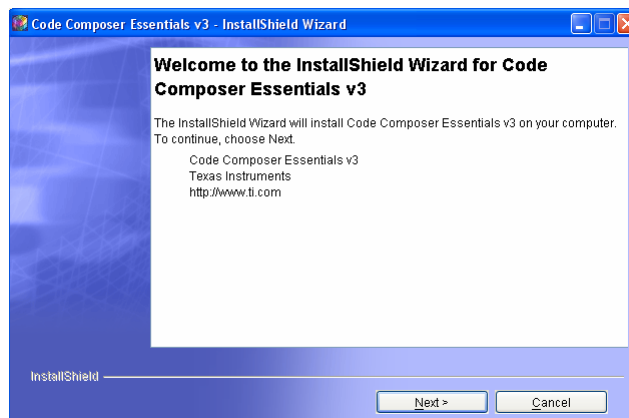 Code Composer Essentials v3 - InstallShield Wizard
Welcome to the InstallShield Wizard for Code
Composer Essentials v3
The InstallShield Wizard will install Code Composer Essentials v3 on your computer.
To continue, choose Next.
Code Composer Essentials v3
Texas Instruments
http://www.ti.com
InstallShield
Next >
Cancel